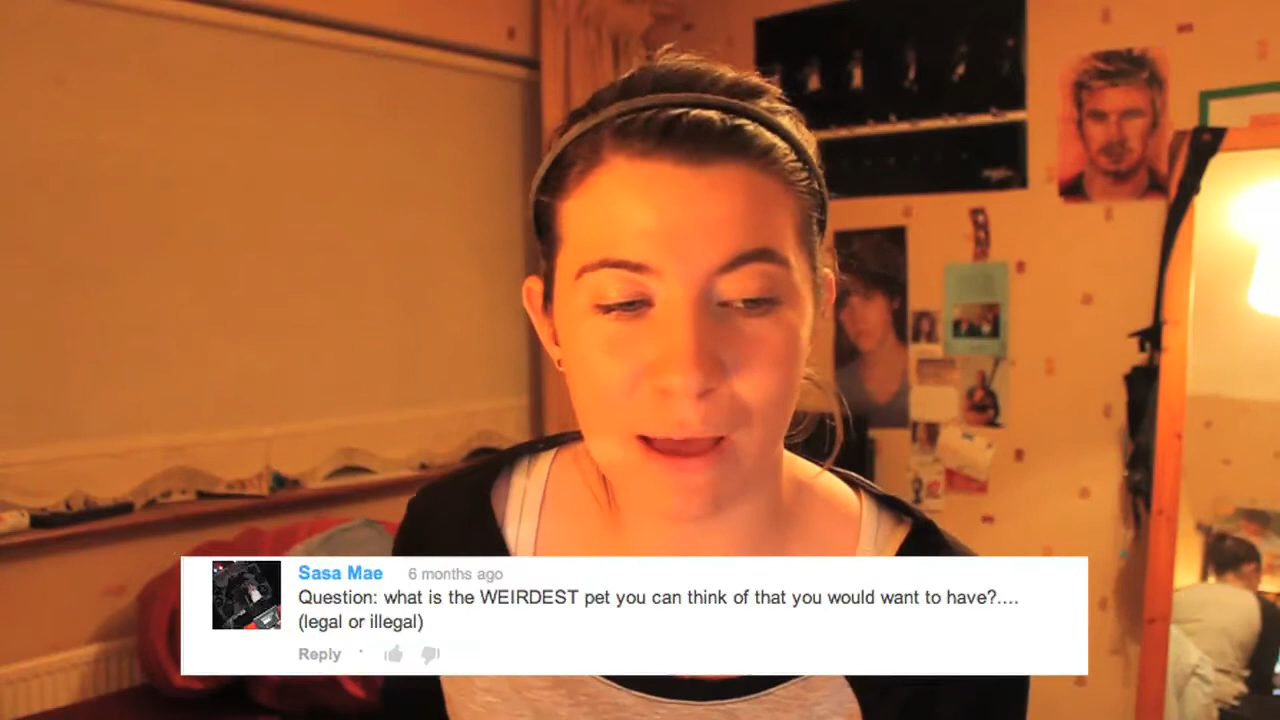 Sasa Mae 6 months ago
Question: what is the WEIRDEST pet you can think of that you would want to have?....
(legal or illegal)
Reply